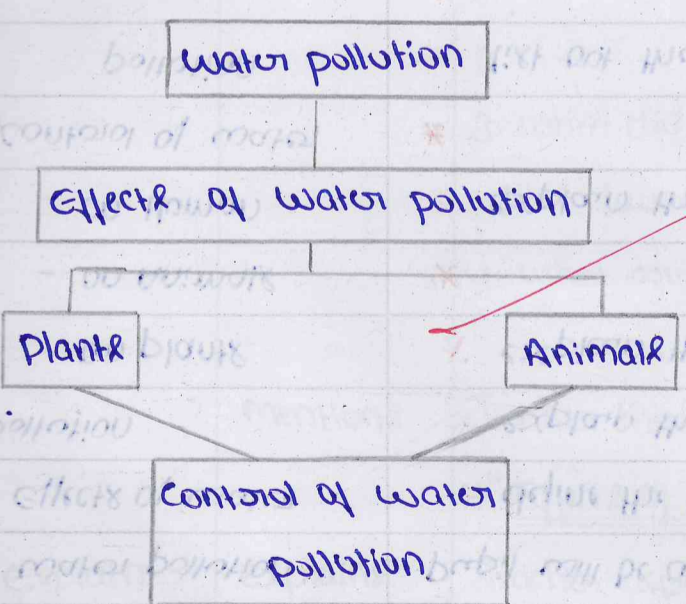 Water pollution
Effects of water pollution
Plants
Animals
Control of water
pollution